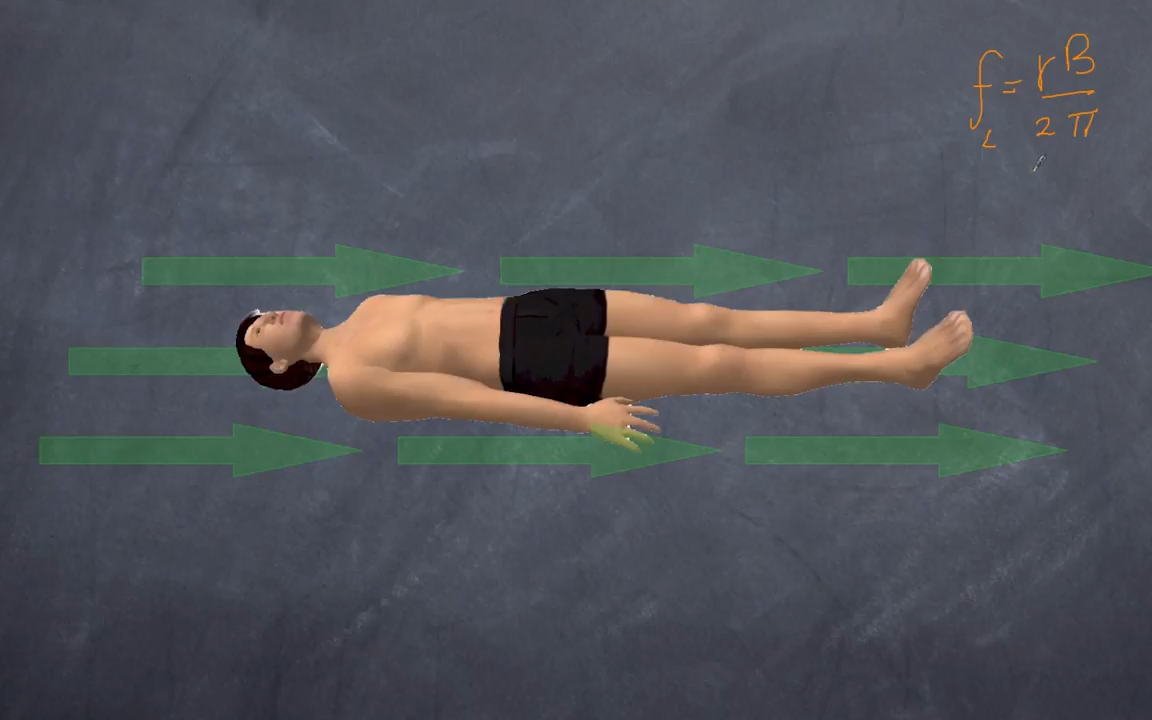 f_L = γB / 2π